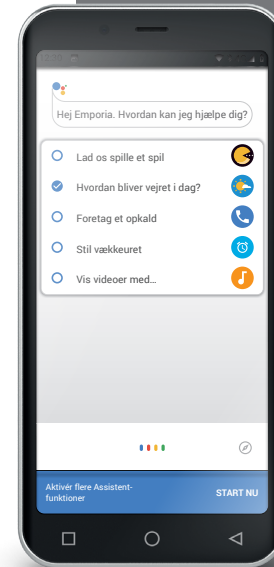 Hej Emporia. Hvordan kan jeg hjælpe dig?
Lad os spille et spil
Hvordan bliver vejret i dag?
Foretag et opkald
Stil vækkeuret
Vis videoer med...
Aktivér flere Assistent-
funktioner
START NU